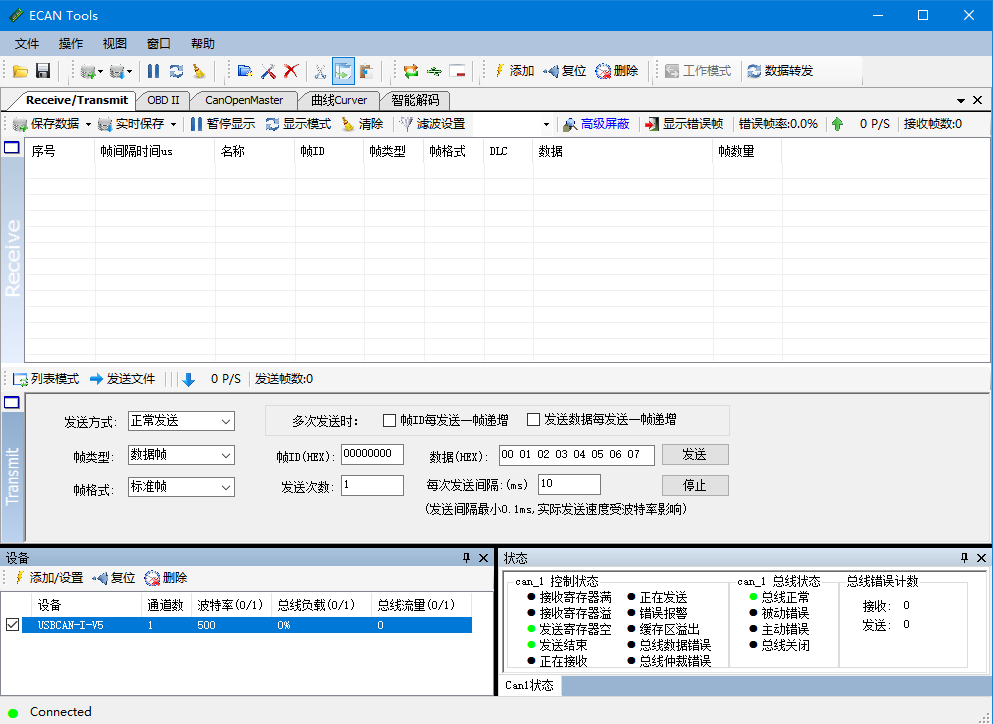 ECAN Tools
文件 操作 视图 窗口 帮助
添加 复位 删除 工作模式 数据转发
Receive/Transmit OBD II CanOpenMaster 曲线Curver 智能解码
保存数据 实时保存 暂停显示 显示模式 清除 滤波设置 高级屏蔽 显示错误帧 错误帧率:0.0% 0 P/S 接收帧数:0
序号 帧间隔时间us 名称 帧ID 帧类型 帧格式 DLC 数据 帧数量
Receive
列表模式 发送文件 0 P/S 发送帧数:0
发送方式: 正常发送 多次发送时: 帧ID每发送一帧递增 发送数据每发送一帧递增
帧类型: 数据帧 帧ID(HEX): 00000000 数据(HEX): 00 01 02 03 04 05 06 07 发送
帧格式: 标准帧 发送次数: 1 每次发送间隔:(ms) 10 停止
(发送间隔最小0.1ms,实际发送速度受波特率影响)
Transmit
设备
添加/设置 复位 删除
设备 通道数 波特率(0/1) 总线负载(0/1) 总线流量(0/1)
USBCAN-I-V5 1 500 0% 0
状态
can_1 控制状态 can_1 总线状态 总线错误计数
接收寄存器满 正在发送 总线正常 接收: 0
接收寄存器溢 错误报警 被动错误 发送: 0
发送寄存器空 缓存区溢出 主动错误
发送结束 总线数据错误 总线关闭
正在接收 总线仲裁错误
Can1状态
Connected